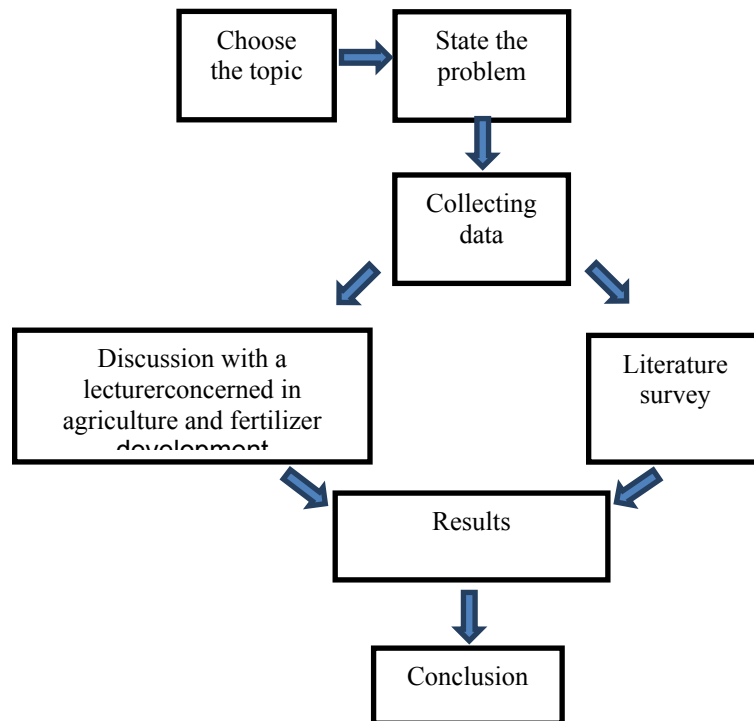 Choose
the topic
State the
problem
Collecting
data
Discussion with a
lecturerconcerned in
agriculture and fertilizer
development
Literature
survey
Results
Conclusion